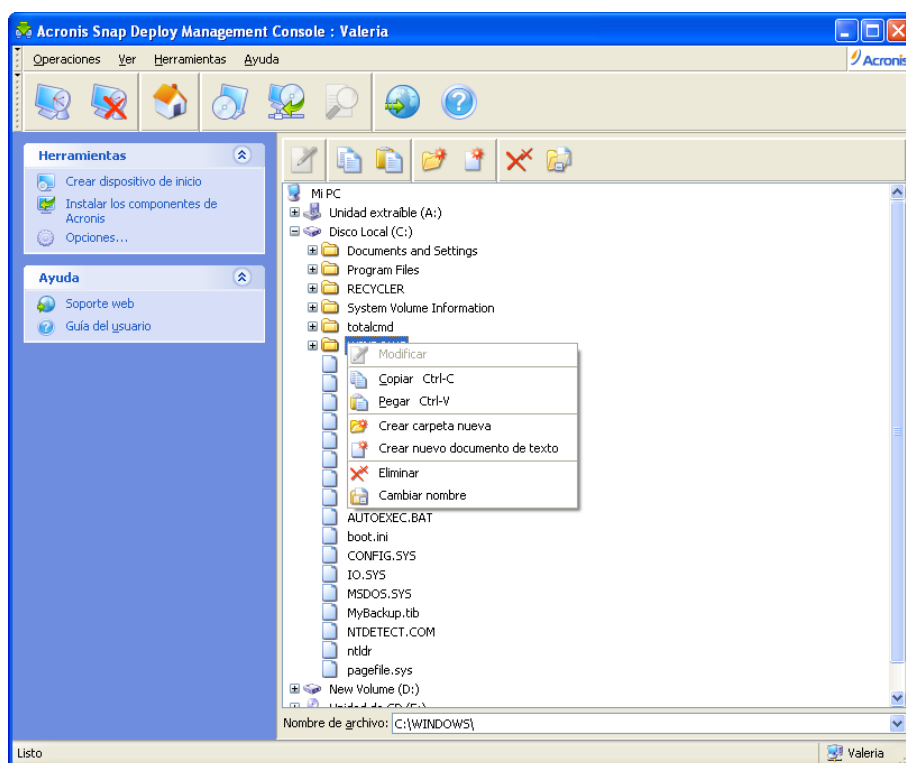 Acronis Snap Deploy Management Console : Valeria
Operaciones Ver Herramientas Ayuda
Acronis
Herramientas
Crear dispositivo de inicio
Instalar los componentes de
Acronis
Opciones...
Ayuda
Soporte web
Guía del usuario
Mi PC
Unidad extraíble (A:)
Disco Local (C:)
Documents and Settings
Program Files
RECYCLER
System Volume Information
totalcmd
Modificar
Copiar Ctrl-C
Pegar Ctrl-V
Crear carpeta nueva
Crear nuevo documento de texto
Eliminar
Cambiar nombre
AUTOEXEC.BAT
boot.ini
CONFIG.SYS
IO.SYS
MSDOS.SYS
MyBackup.tib
NTDETECT.COM
ntldr
pagefile.sys
New Volume (D:)
Nombre de archivo: C:\WINDOWS\
Listo
Valeria